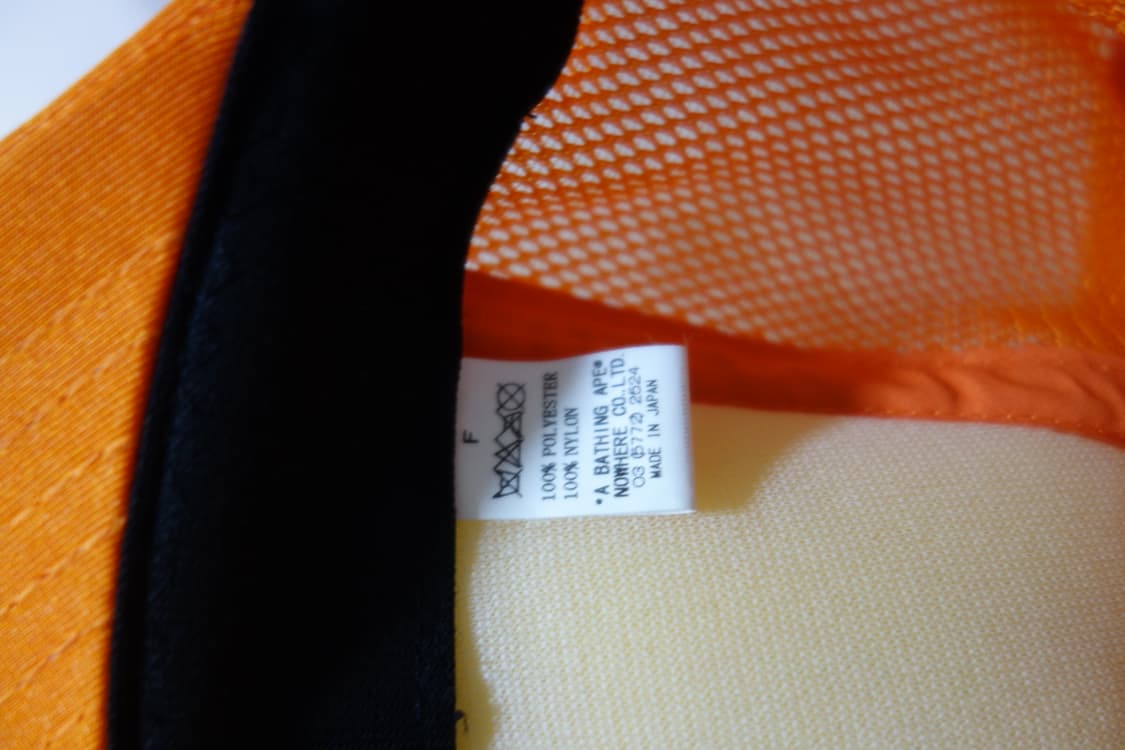 F
100% POLYESTER
100% NYLON
*A BATHING APE®
NOWHERE CO.,LTD.
03 (5772) 2524
MADE IN JAPAN